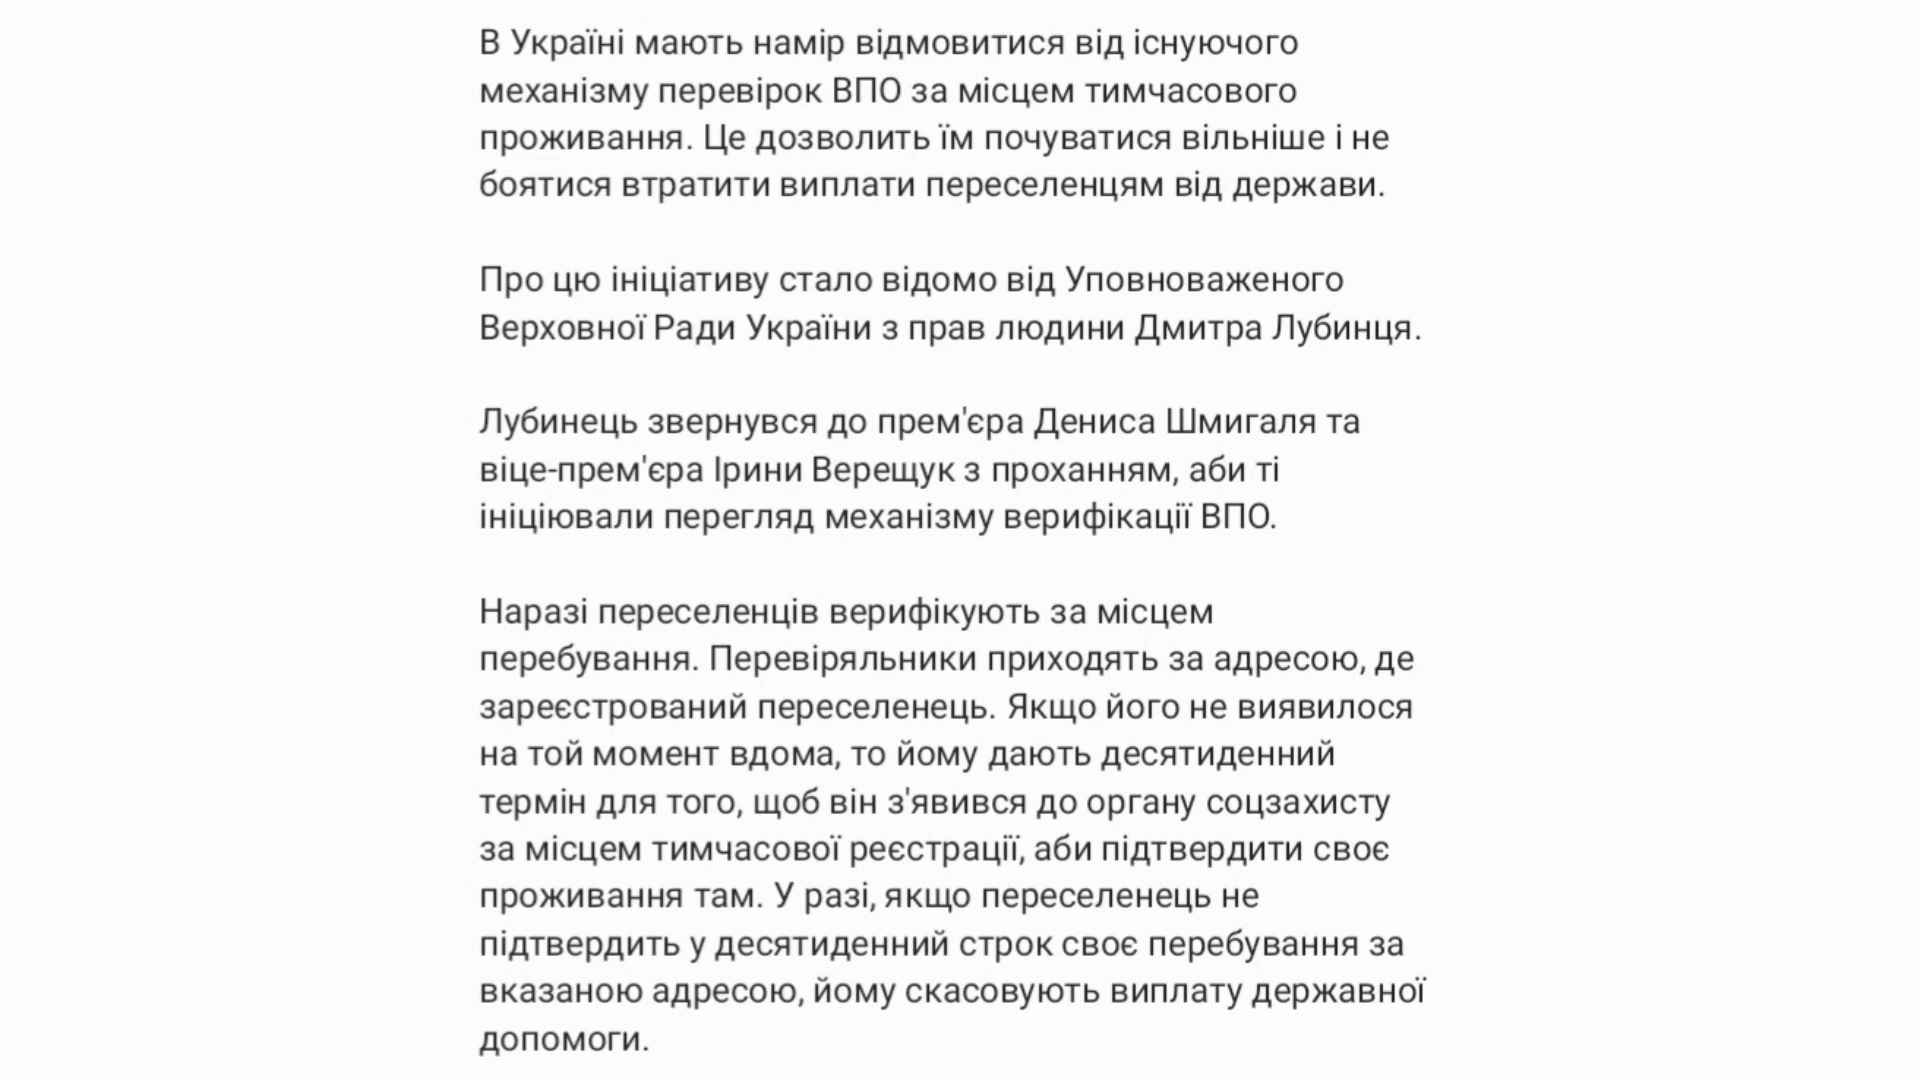 В Україні мають намір відмовитися від існуючого
механізму перевірок ВПО за місцем тимчасового
проживання. Це дозволить їм почуватися вільніше і не
боятися втратити виплати переселенцям від держави.
Про цю ініціативу стало відомо від Уповноваженого
Верховної Ради України з прав людини Дмитра Лубинця.
Лубинець звернувся до прем'єра Дениса Шмигаля та
віце-прем'єра Ірини Верещук з проханням, аби ті
ініціювали перегляд механізму верифікації ВПО.
Наразі переселенців верифікують за місцем
перебування. Перевіряльники приходять за адресою, де
зареєстрований переселенець. Якщо його не виявилося
на той момент вдома, то йому дають десятиденний
термін для того, щоб він з'явився до органу соцзахисту
за місцем тимчасової реєстрації, аби підтвердити своє
проживання там. У разі, якщо переселенець не
підтвердить у десятиденний строк своє перебування за
вказаною адресою, йому скасовують виплату державної
допомоги.